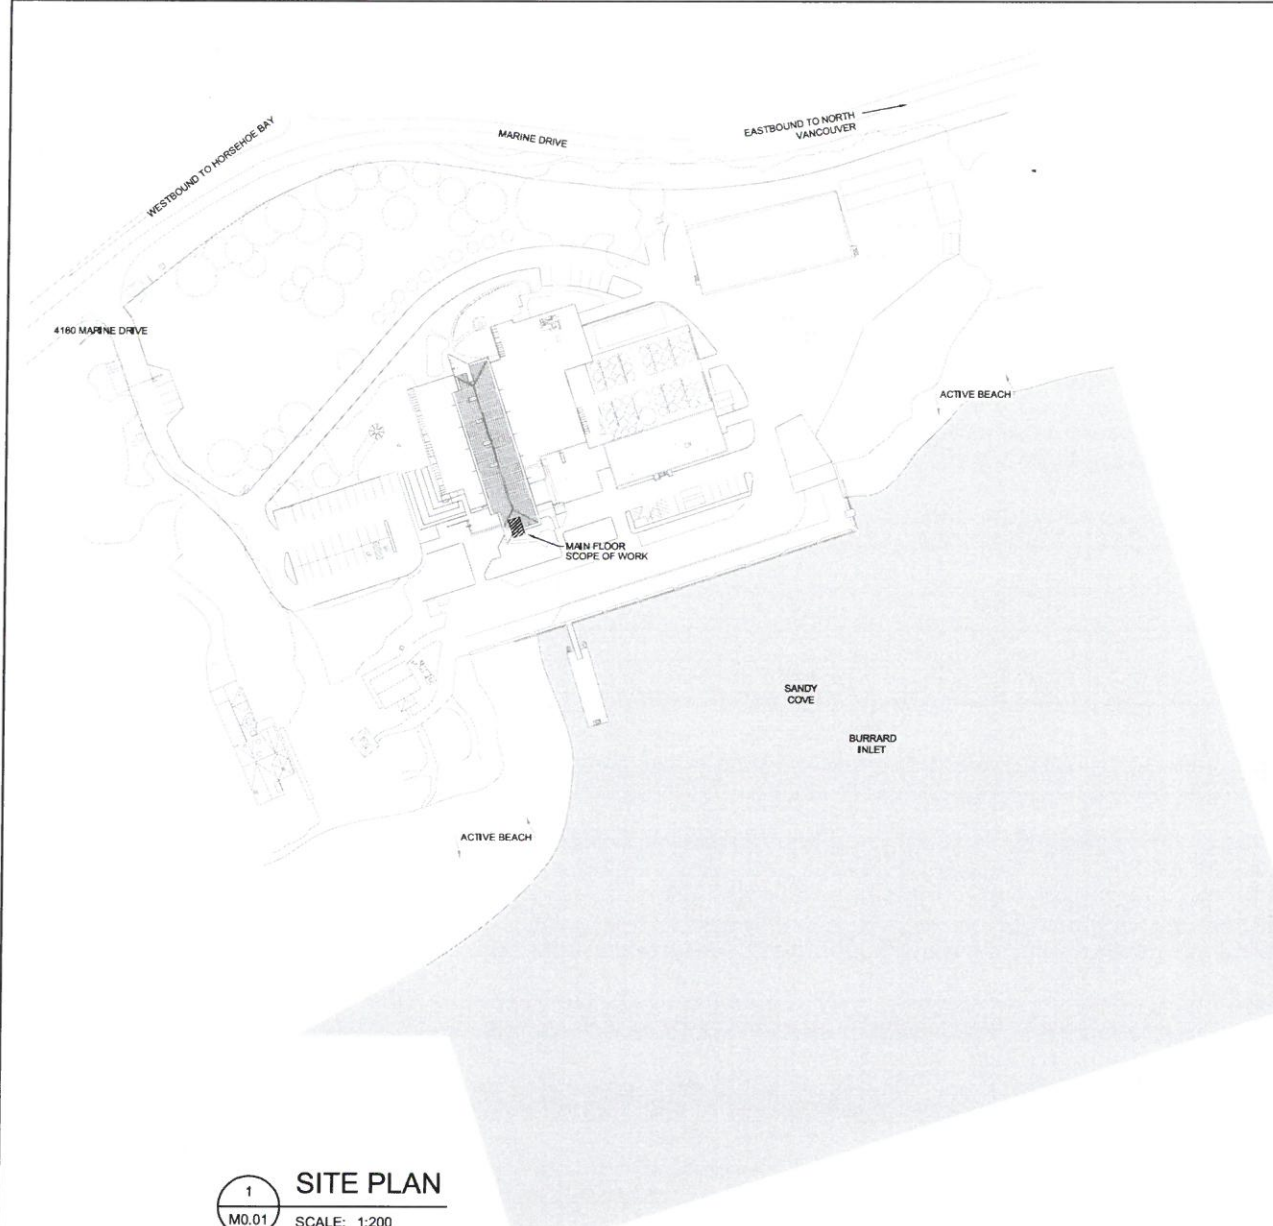 WESTBOUND TO HORSEHOE BAY
MARINE DRIVE
EASTBOUND TO NORTH
VANCOUVER
4160 MARINE DRIVE
ACTIVE BEACH
MAIN FLOOR
SCOPE OF WORK
SANDY
COVE
BURRARD
INLET
ACTIVE BEACH
1
M0.01
SITE PLAN
SCALE: 1:200